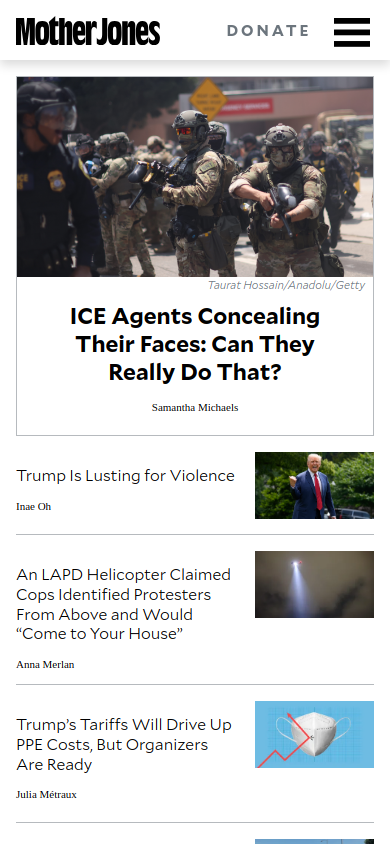 Mother Jones
DONATE
Taurat Hossain/Anadolu/Getty
ICE Agents Concealing
Their Faces: Can They
Really Do That?
Samantha Michaels
Trump Is Lusting for Violence
Inae Oh
An LAPD Helicopter Claimed
Cops Identified Protesters
From Above and Would
“Come to Your House”
Anna Merlan
Trump’s Tariffs Will Drive Up
PPE Costs, But Organizers
Are Ready
Julia Métraux